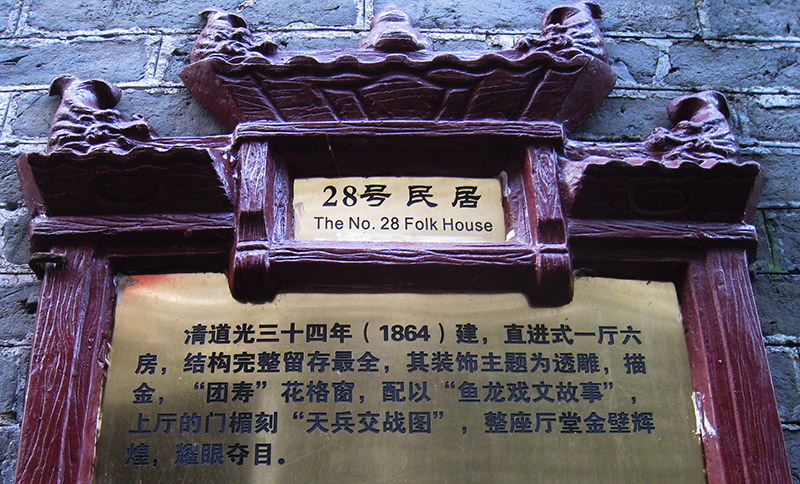 28号民居
The No. 28 Folk House
清道光三十四年（1864）建，直进式一厅六
房，结构完整留存最全，其装饰主题为透雕，描
金，“团寿”花格窗，配以“鱼龙戏文故事”，
上厅的门楣刻“天兵交战图”，整座厅堂金壁辉
煌，耀眼夺目。